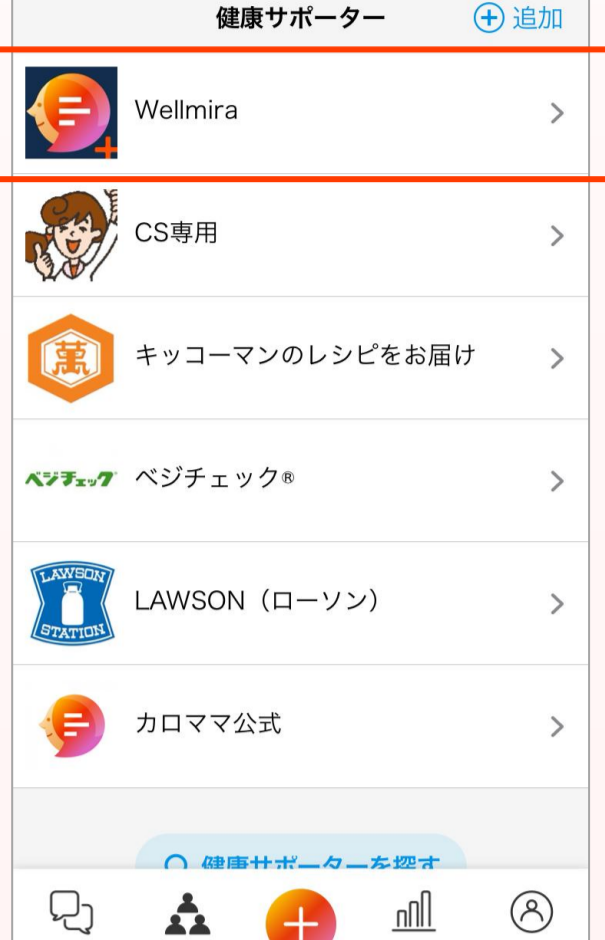 健康サポーター
追加
Wellmira
CS専用
萬
キッコーマンのレシピをお届け
ベジチェック
ベジチェック®
LAWSON
STATION
LAWSON（ローソン）
カロママ公式
健康サポーターを探す